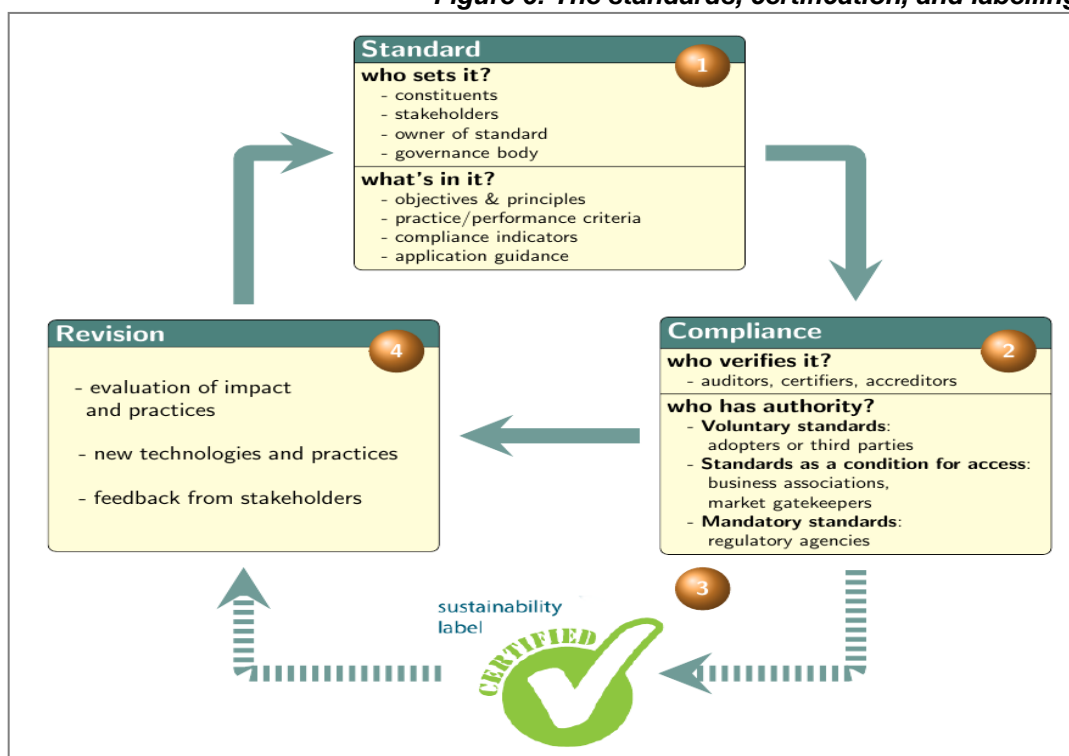 Figure 3. The standards, certification, and labelling
Standard
1
who sets it?
- constituents
- stakeholders
- owner of standard
- governance body
what's in it?
- objectives & principles
- practice/performance criteria
- compliance indicators
- application guidance
Compliance
2
who verifies it?
- auditors, certifiers, accreditors
who has authority?
- Voluntary standards:
adopters or third parties
- Standards as a condition for access:
business associations,
market gatekeepers
- Mandatory standards:
regulatory agencies
3
sustainability
label
CERTIFIED
Revision
4
- evaluation of impact
and practices
- new technologies and practices
- feedback from stakeholders